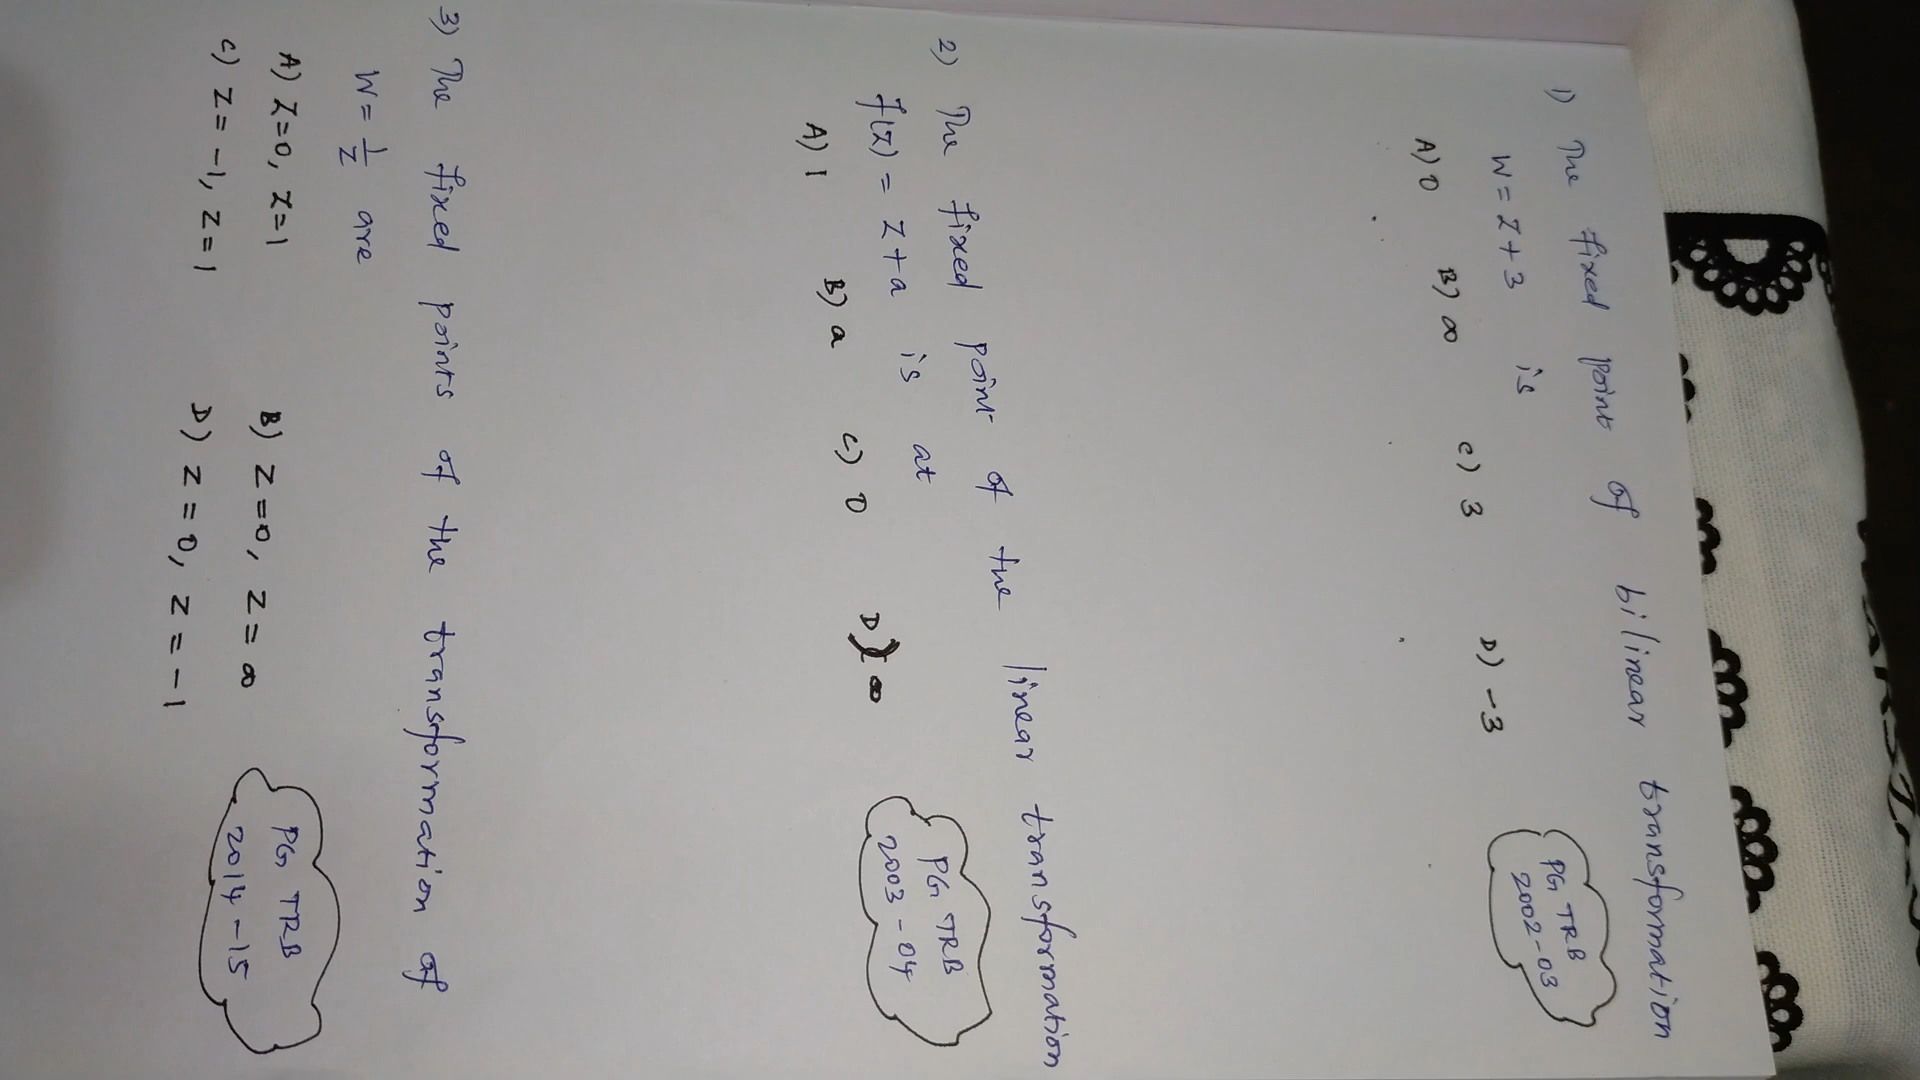 1) The fixed point of bilinear transformation
W = Z + 3 is
A) 0 B) ∞ C) 3 D) -3
PG TRB
2002-03
2) The fixed point of the linear transformation
f(z) = z + a is at
A) 1 B) a C) 0 D) ∞
PG TRB
2003-04
3) The fixed points of the transformation of
W = 1/z are
A) Z=0, Z=1 B) Z=0, Z=∞
C) Z=-1, Z=1 D) Z=0, Z=-1
PG TRB
2014-15